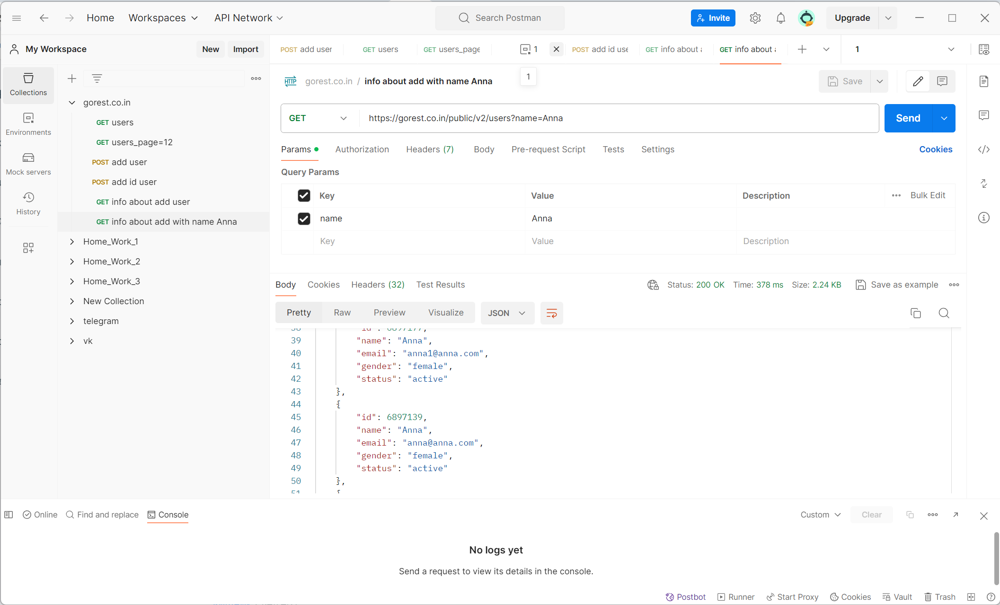 Home Workspaces API Network Search Postman Invite Upgrade
My Workspace New Import
POST add user GET users GET users_page 1 POST add id use GET info about a GET info about a 1
Collections
Environments
Mock servers
History
gorest.co.in
GET users
GET users_page=12
POST add user
POST add id user
GET info about add user
GET info about add with name Anna
Home_Work_1
Home_Work_2
Home_Work_3
New Collection
telegram
vk
HTTP gorest.co.in / info about add with name Anna 1 Save
GET https://gorest.co.in/public/v2/users?name=Anna Send
Params Authorization Headers (7) Body Pre-request Script Tests Settings Cookies
Query Params
Key Value Description Bulk Edit
name Anna
Key Value Description
Body Cookies Headers (32) Test Results Status: 200 OK Time: 378 ms Size: 2.24 KB Save as example
Pretty Raw Preview Visualize JSON
38 "id": 6897177,
39 "name": "Anna",
40 "email": "anna1@anna.com",
41 "gender": "female",
42 "status": "active"
43 },
44 {
45 "id": 6897139,
46 "name": "Anna",
47 "email": "anna@anna.com",
48 "gender": "female",
49 "status": "active"
50 },
51 {
Online Find and replace Console Custom Clear
No logs yet
Send a request to view its details in the console.
Postbot Runner Start Proxy Cookies Vault Trash